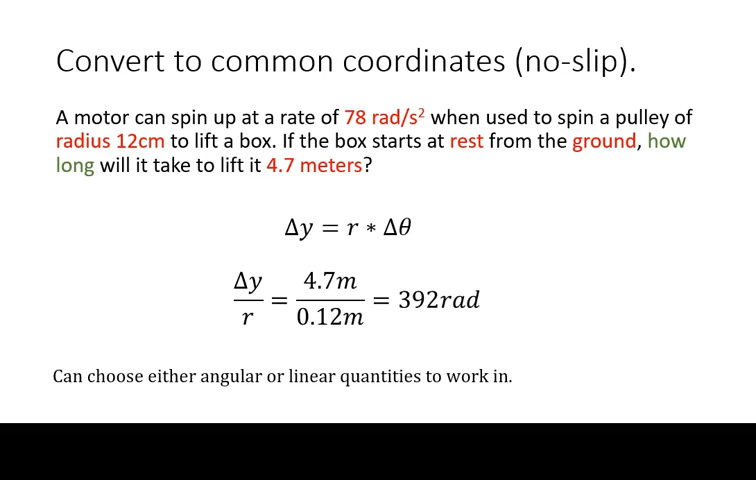 Convert to common coordinates (no-slip).
A motor can spin up at a rate of 78 rad/s² when used to spin a pulley of
radius 12cm to lift a box. If the box starts at rest from the ground, how
long will it take to lift it 4.7 meters?
Δy = r * Δθ
Δy/r = 4.7m/0.12m = 392rad
Can choose either angular or linear quantities to work in.